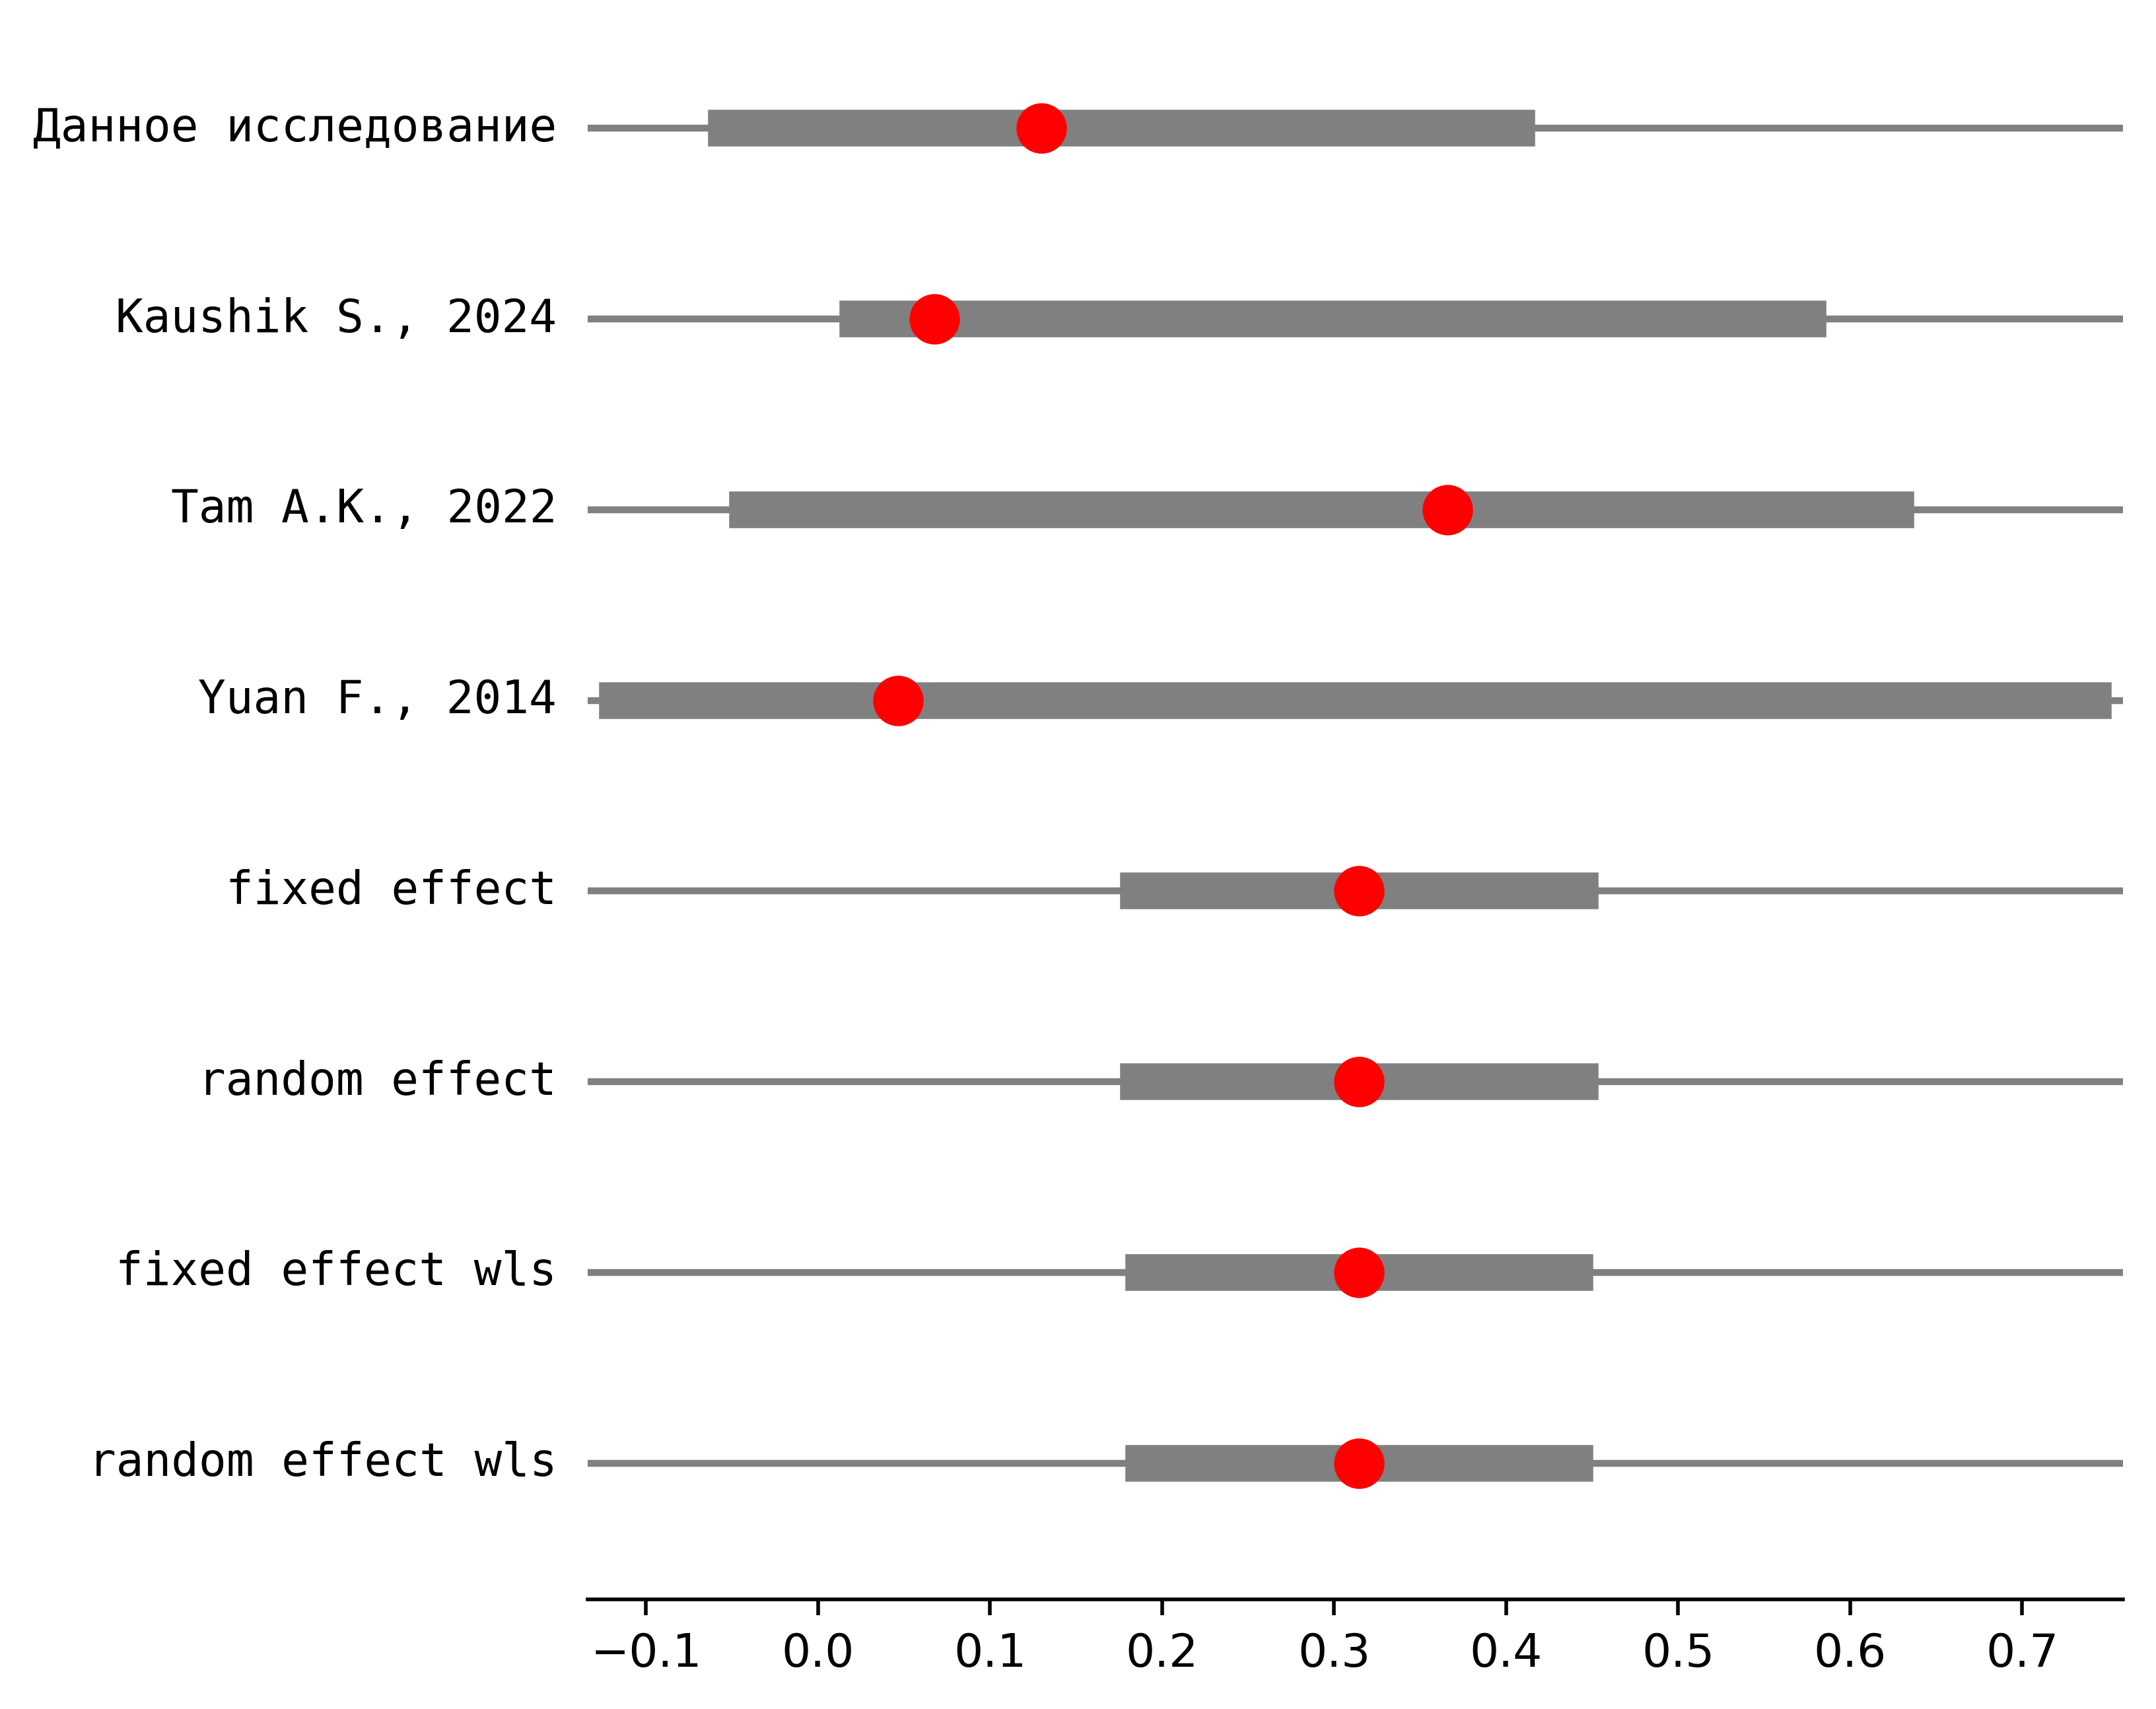 Данное исследование
Kaushik S., 2024
Tam A.K., 2022
Yuan F., 2014
fixed effect
random effect
fixed effect wls
random effect wls
−0.1 0.0 0.1 0.2 0.3 0.4 0.5 0.6 0.7